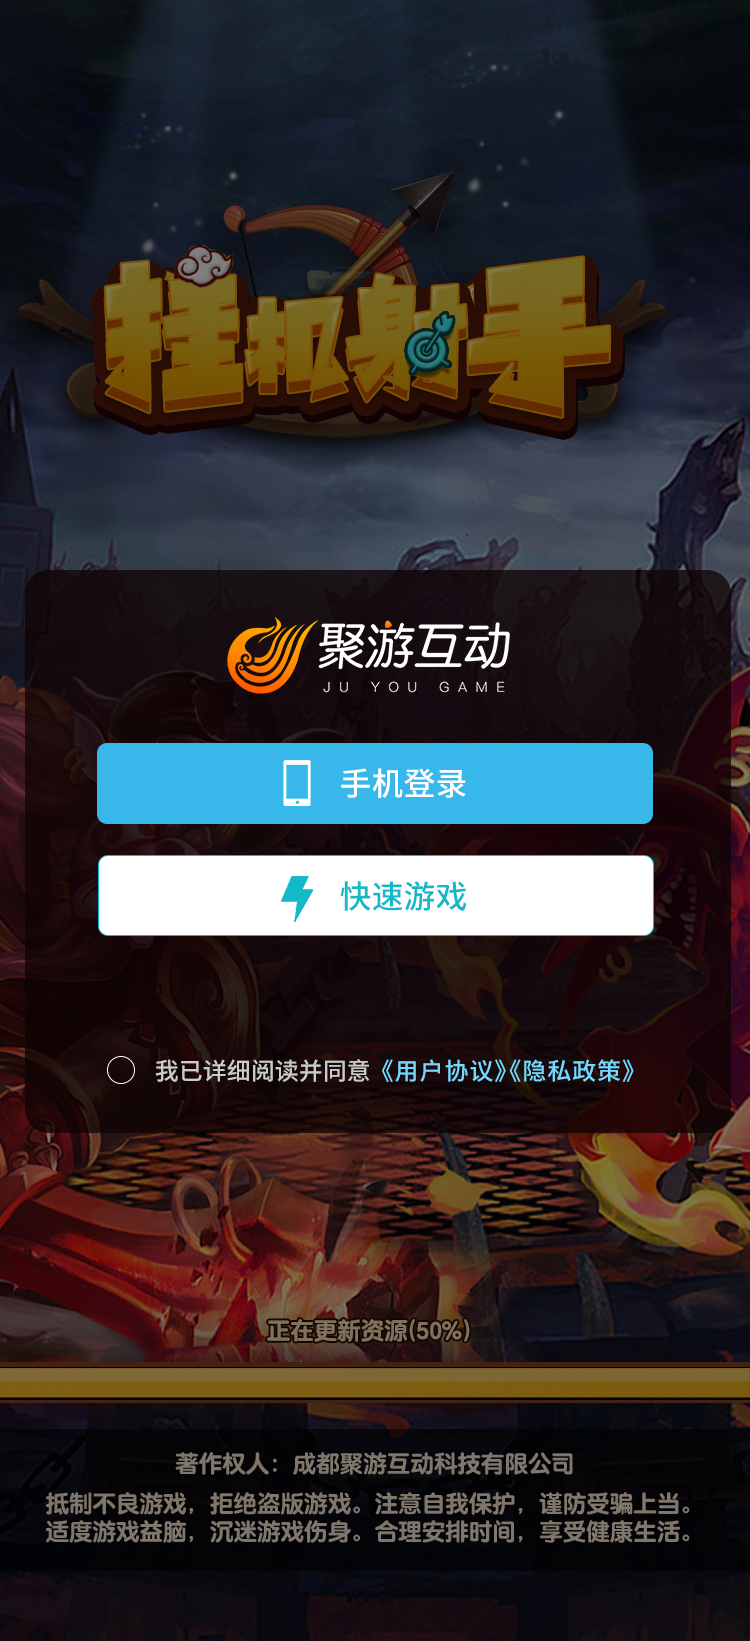 挂机射手
聚游互动
JU YOU GAME
手机登录
快速游戏
我已详细阅读并同意《用户协议》《隐私政策》
正在更新资源(50%)
著作权人：成都聚游互动科技有限公司
抵制不良游戏，拒绝盗版游戏。注意自我保护，谨防受骗上当。
适度游戏益脑，沉迷游戏伤身。合理安排时间，享受健康生活。